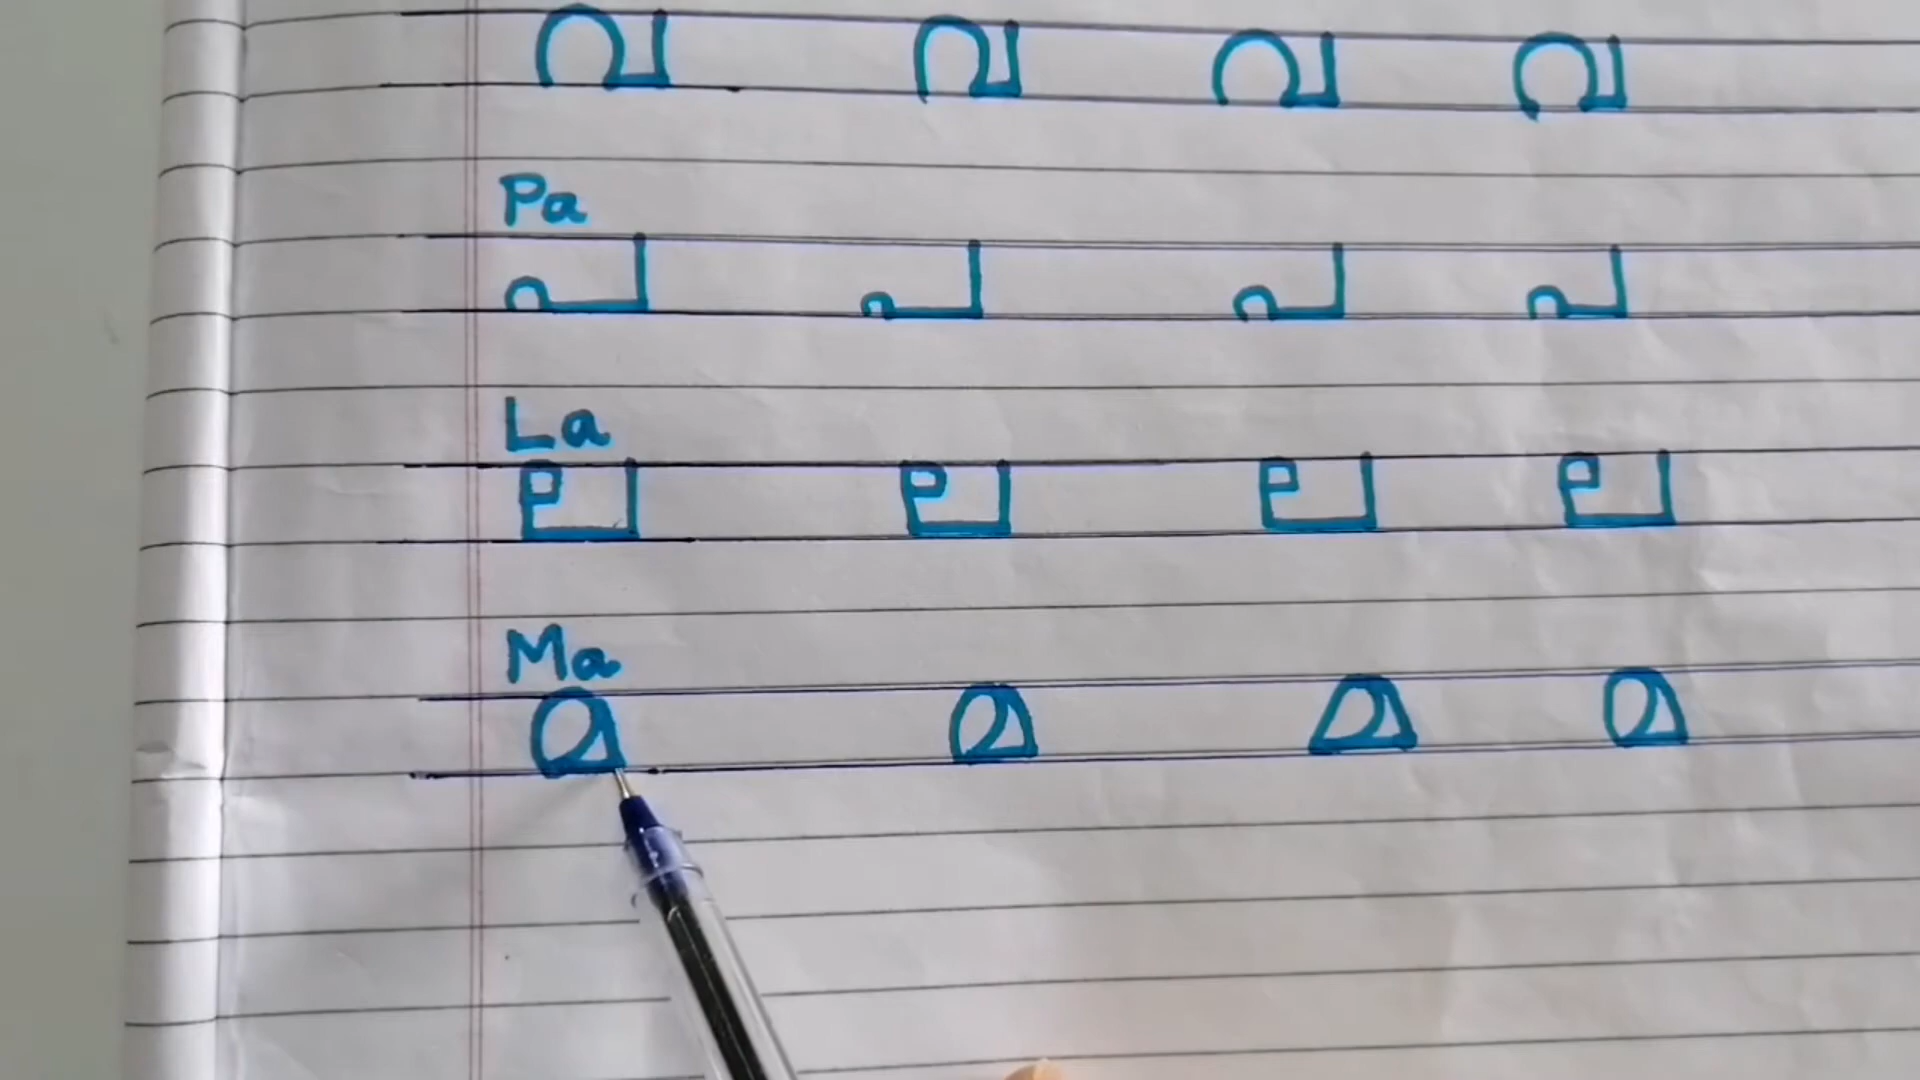 വ വ വ വ
Pa
പ പ പ പ
La
ല ല ല ല
Ma
മ മ മ മ